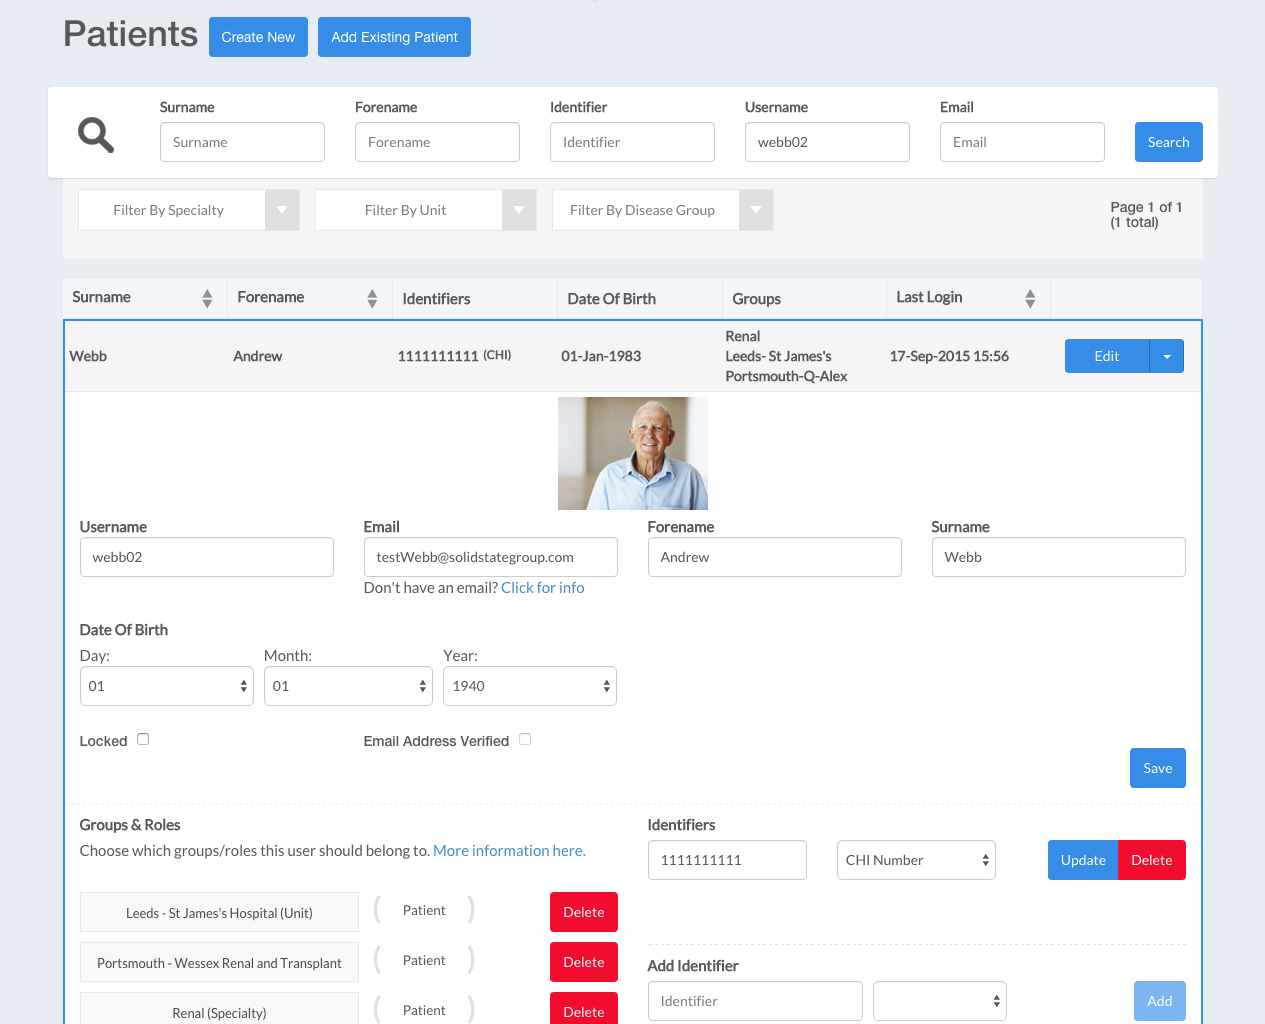 Patients Create New Add Existing Patient
Surname Forename Identifier Username Email
Surname Forename Identifier webb02 Email Search
Filter By Specialty Filter By Unit Filter By Disease Group
Page 1 of 1
(1 total)
Surname Forename Identifiers Date Of Birth Groups Last Login
Renal
Webb Andrew 1111111111 (CHI) 01-Jan-1983 Leeds- St James's 17-Sep-2015 15:56 Edit
Portsmouth-Q-Alex
Username Email Forename Surname
webb02 testWebb@solidstategroup.com Andrew Webb
Don't have an email? Click for info
Date Of Birth
Day: Month: Year:
01 01 1940
Locked Email Address Verified
Save
Groups & Roles Identifiers
Choose which groups/roles this user should belong to. More information here.
1111111111 CHI Number Update Delete
Leeds - St James's Hospital (Unit) ( Patient ) Delete
Portsmouth - Wessex Renal and Transplant ( Patient ) Delete
Add Identifier
Identifier Add
Renal (Specialty) ( Patient ) Delete